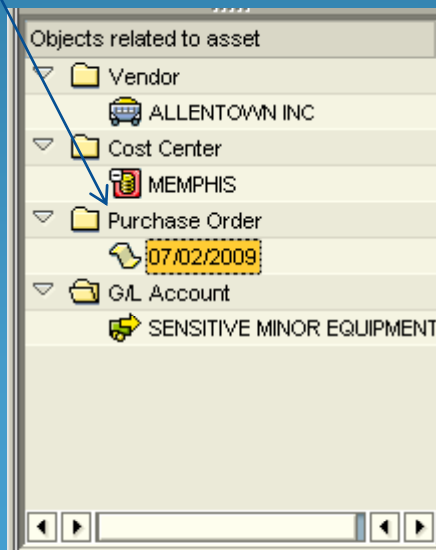 Objects related to asset
Vendor
ALLENTOWN INC
Cost Center
MEMPHIS
Purchase Order
07/02/2009
G/L Account
SENSITIVE MINOR EQUIPMENT